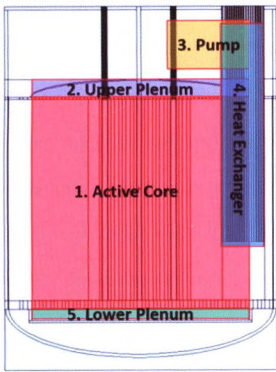 3. Pump
2. Upper Plenum
4. Heat Exchanger
1. Active Core
5. Lower Plenum